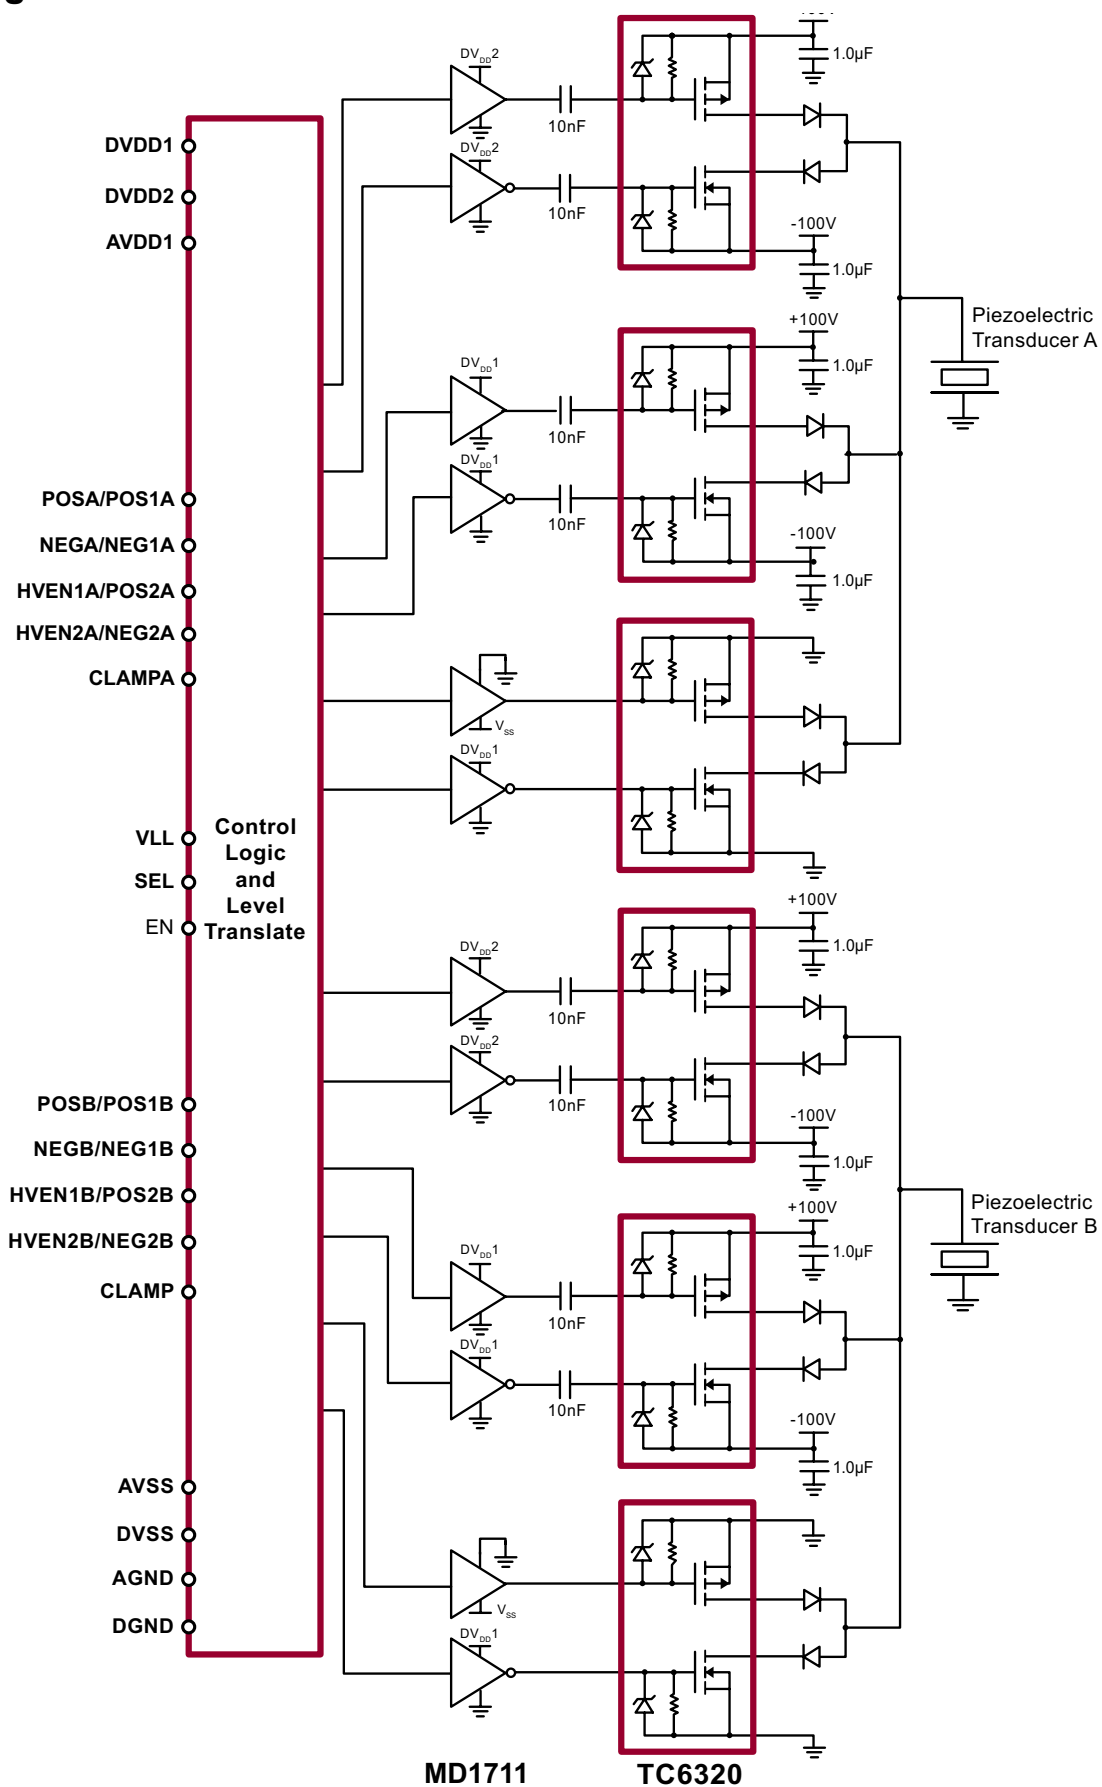 DVDD1
DVDD2
AVDD1
POSA/POS1A
NEGA/NEG1A
HVEN1A/POS2A
HVEN2A/NEG2A
CLAMPA
VLL
SEL
EN
POSB/POS1B
NEGB/NEG1B
HVEN1B/POS2B
HVEN2B/NEG2B
CLAMP
AVSS
DVSS
AGND
DGND
Control
Logic
and
Level
Translate
DVDD2
10nF
1.0µF
DVDD2
10nF
-100V
1.0µF
+100V
DVDD1
10nF
1.0µF
DVDD1
10nF
-100V
1.0µF
Piezoelectric
Transducer A
VSS
DVDD1
+100V
DVDD2
10nF
1.0µF
DVDD2
10nF
-100V
1.0µF
+100V
DVDD1
10nF
1.0µF
DVDD1
10nF
-100V
1.0µF
Piezoelectric
Transducer B
VSS
DVDD1
MD1711
TC6320